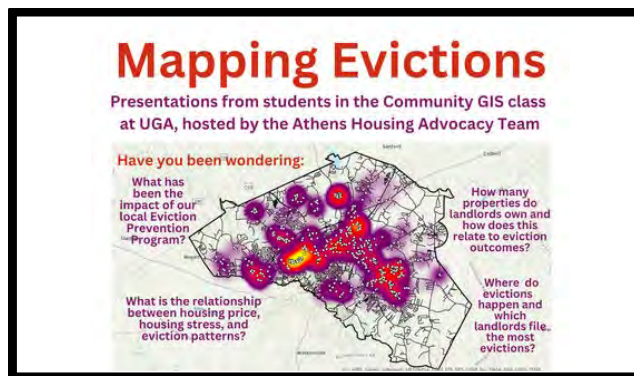 Mapping Evictions
Presentations from students in the Community GIS class
at UGA, hosted by the Athens Housing Advocacy Team
Have you been wondering:
What has
been the
impact of our
local Eviction
Prevention
Program?
How many
properties do
landlords own and
how does this
relate to eviction
outcomes?
What is the relationship
between housing price,
housing stress, and
eviction patterns?
Where do
evictions
happen and
which
landlords file
the most
evictions?